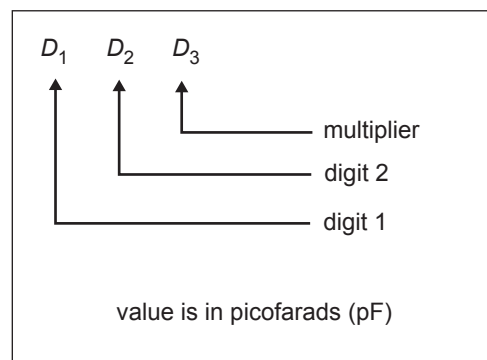 D₁ D₂ D₃
multiplier
digit 2
digit 1
value is in picofarads (pF)